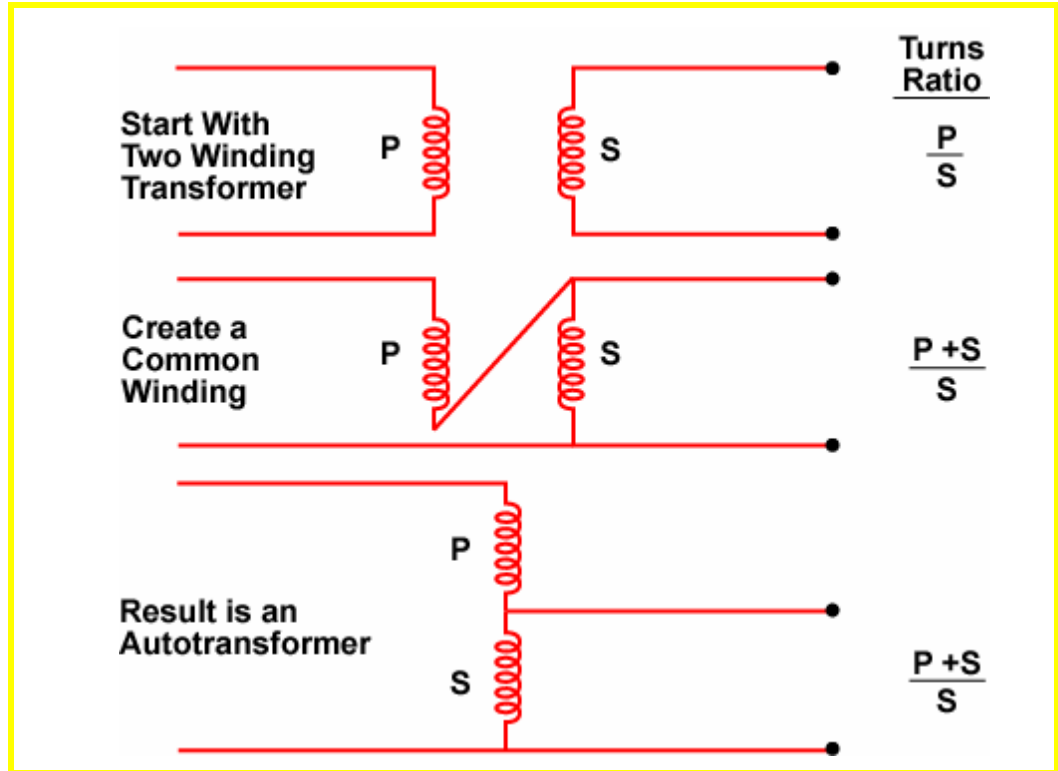 Turns
Ratio
Start With
Two Winding
Transformer
P
S
P
S
Create a
Common
Winding
P
S
P +S
S
P
Result is an
Autotransformer
S
P +S
S